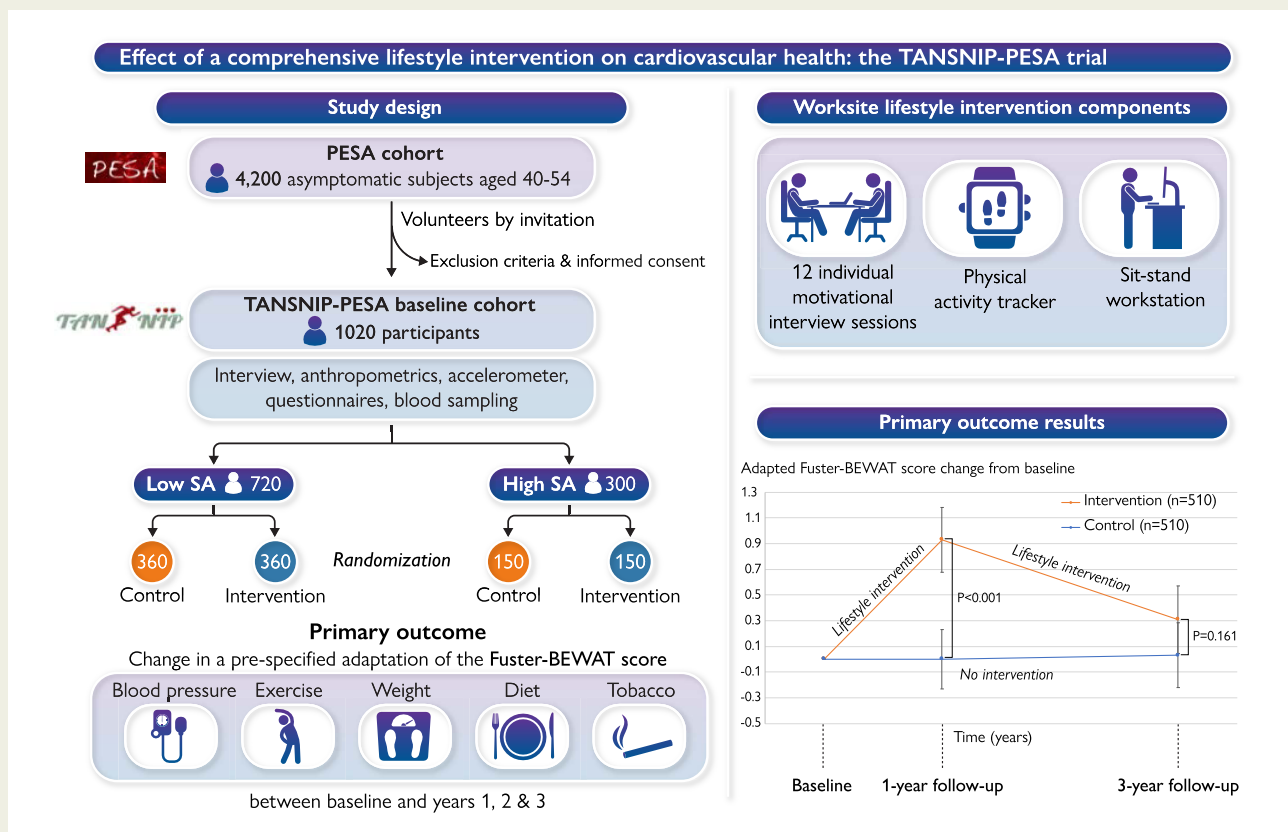 Effect of a comprehensive lifestyle intervention on cardiovascular health: the TANSNIP-PESA trial
Study design
PESA
PESA cohort
4,200 asymptomatic subjects aged 40-54
Volunteers by invitation
Exclusion criteria & informed consent
TANSNIP
TANSNIP-PESA baseline cohort
1020 participants
Interview, anthropometrics, accelerometer,
questionnaires, blood sampling
Low SA 720
High SA 300
360
360
Randomization
150
150
Control
Intervention
Control
Intervention
Primary outcome
Change in a pre-specified adaptation of the Fuster-BEWAT score
Blood pressure
Exercise
Weight
Diet
Tobacco
between baseline and years 1, 2 & 3
Worksite lifestyle intervention components
12 individual
motivational
interview sessions
Physical
activity tracker
Sit-stand
workstation
Primary outcome results
Adapted Fuster-BEWAT score change from baseline
1.3
1.1
0.9
0.7
0.5
0.3
0.1
-0.1
-0.3
-0.5
Intervention (n=510)
Control (n=510)
Lifestyle intervention
Lifestyle intervention
P<0.001
P=0.161
No intervention
Time (years)
Baseline
1-year follow-up
3-year follow-up